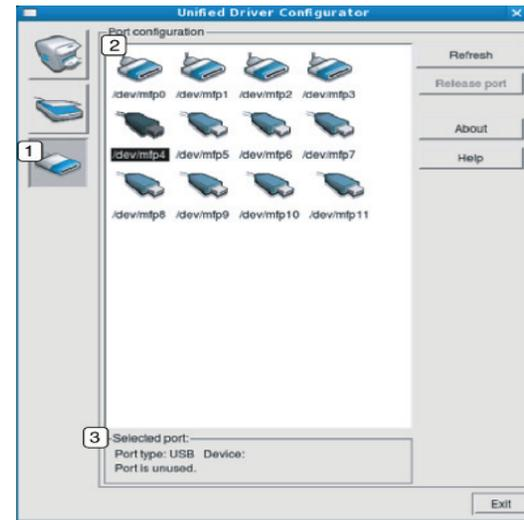 Unified Driver Configurator
Port configuration
2
/dev/mfp0 /dev/mfp1 /dev/mfp2 /dev/mfp3
Refresh
Release port
About
1
/dev/mfp4 /dev/mfp5 /dev/mfp6 /dev/mfp7
Help
/dev/mfp8 /dev/mfp9 /dev/mfp10 /dev/mfp11
3
Selected port:
Port type: USB Device:
Port is unused.
Exit